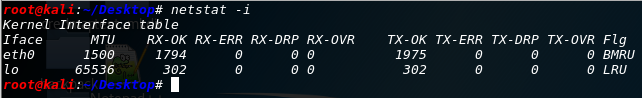 root@kali:~/Desktop# netstat -i
Kernel Interface table
Iface MTU RX-OK RX-ERR RX-DRP RX-OVR TX-OK TX-ERR TX-DRP TX-OVR Flg
eth0 1500 1794 0 0 0 1975 0 0 0 BMRU
lo 65536 302 0 0 0 302 0 0 0 LRU
root@kali:~/Desktop#